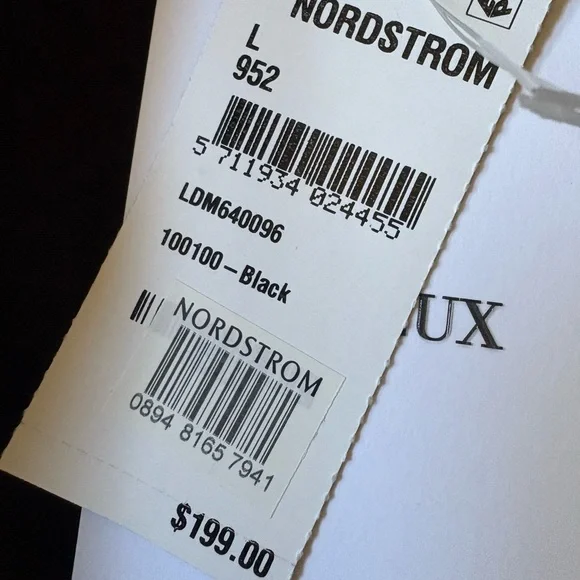 NORDSTROM
L
952
5 711934 024455
LDM640096
100100 – Black
NORDSTROM
0894 8165 7941
$199.00
UX